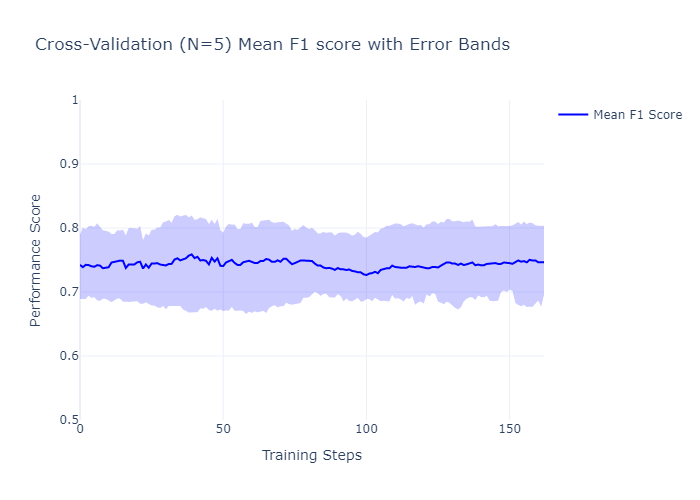 Cross-Validation (N=5) Mean F1 score with Error Bands
Mean F1 Score
Performance Score
1
0.9
0.8
0.7
0.6
0.5
0
50
100
150
Training Steps